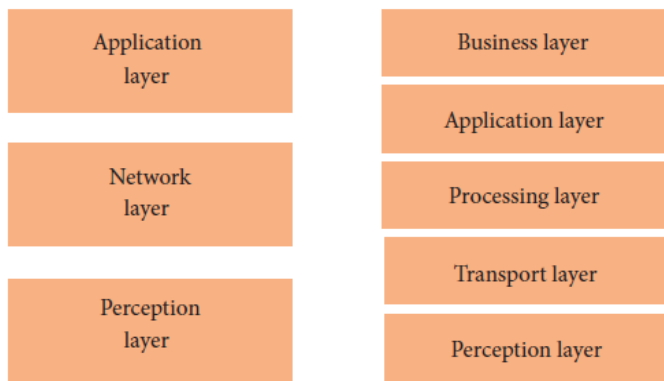 Application
layer
Network
layer
Perception
layer
Business layer
Application layer
Processing layer
Transport layer
Perception layer